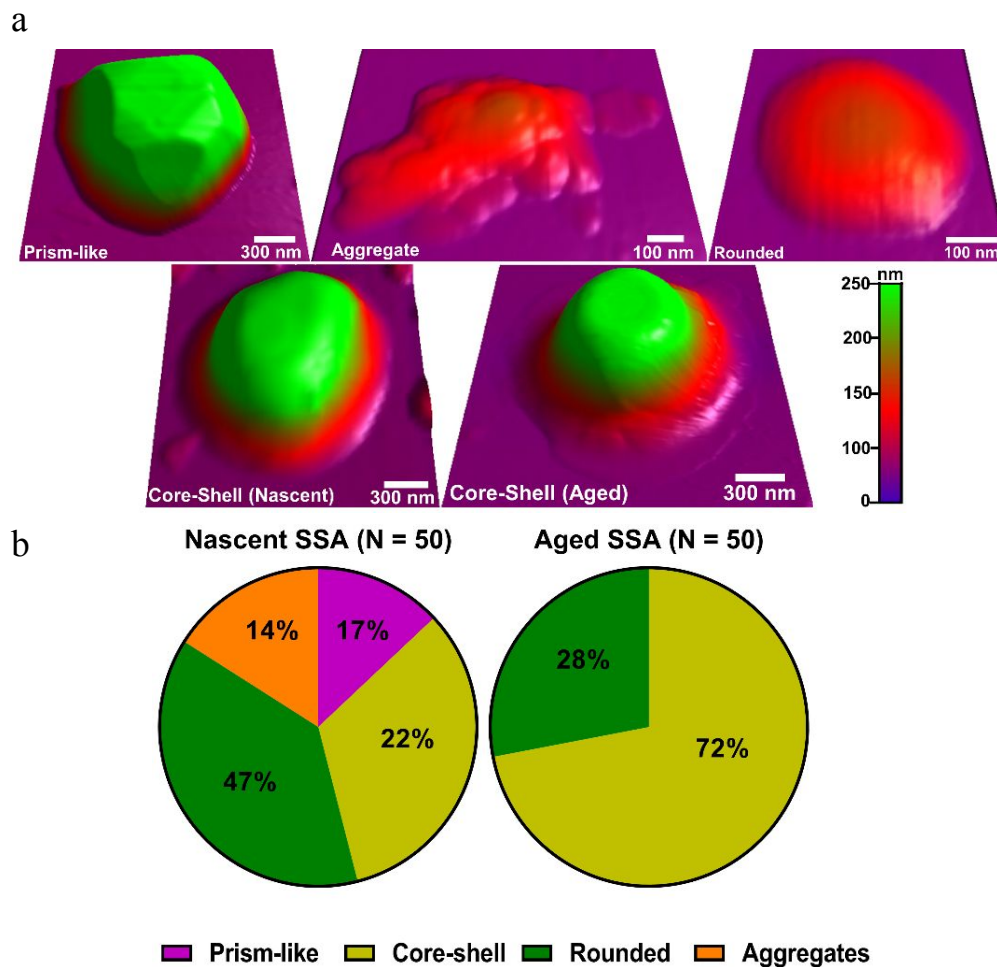 a
Prism-like
300 nm
Aggregate
100 nm
Rounded
100 nm
Core-Shell (Nascent)
300 nm
Core-Shell (Aged)
300 nm
nm
250
200
150
100
0
b
Nascent SSA (N = 50)
Aged SSA (N = 50)
14%
17%
22%
47%
28%
72%
Prism-like
Core-shell
Rounded
Aggregates